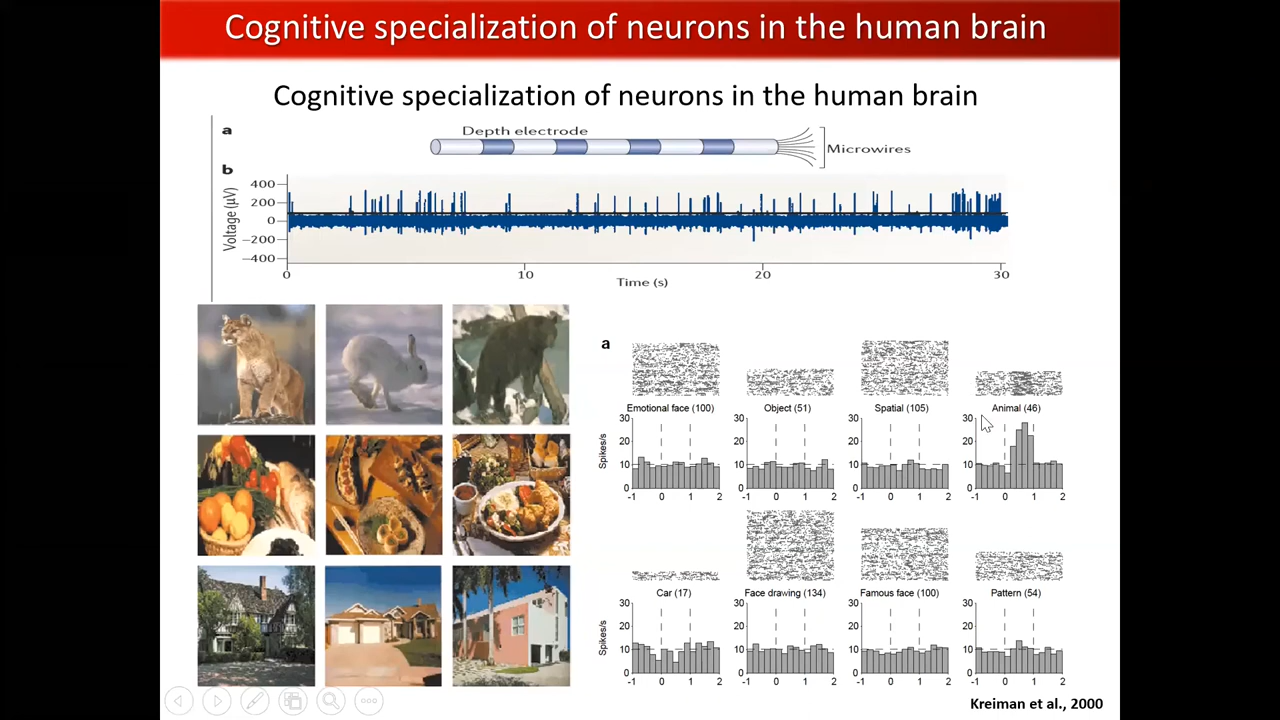 Cognitive specialization of neurons in the human brain
Cognitive specialization of neurons in the human brain
a
Depth electrode
Microwires
b
Voltage (µV)
400
200
0
−200
−400
0 10 20 30
Time (s)
a
Emotional face (100) Object (51) Spatial (105) Animal (46)
Spikes/s
30 30 30 30
20 20 20 20
10 10 10 10
0 0 0 0
-1 0 1 2 -1 0 1 2 -1 0 1 2 -1 0 1 2
Car (17) Face drawing (134) Famous face (100) Pattern (54)
Spikes/s
30 30 30 30
20 20 20 20
10 10 10 10
0 0 0 0
-1 0 1 2 -1 0 1 2 -1 0 1 2 -1 0 1 2
Kreiman et al., 2000